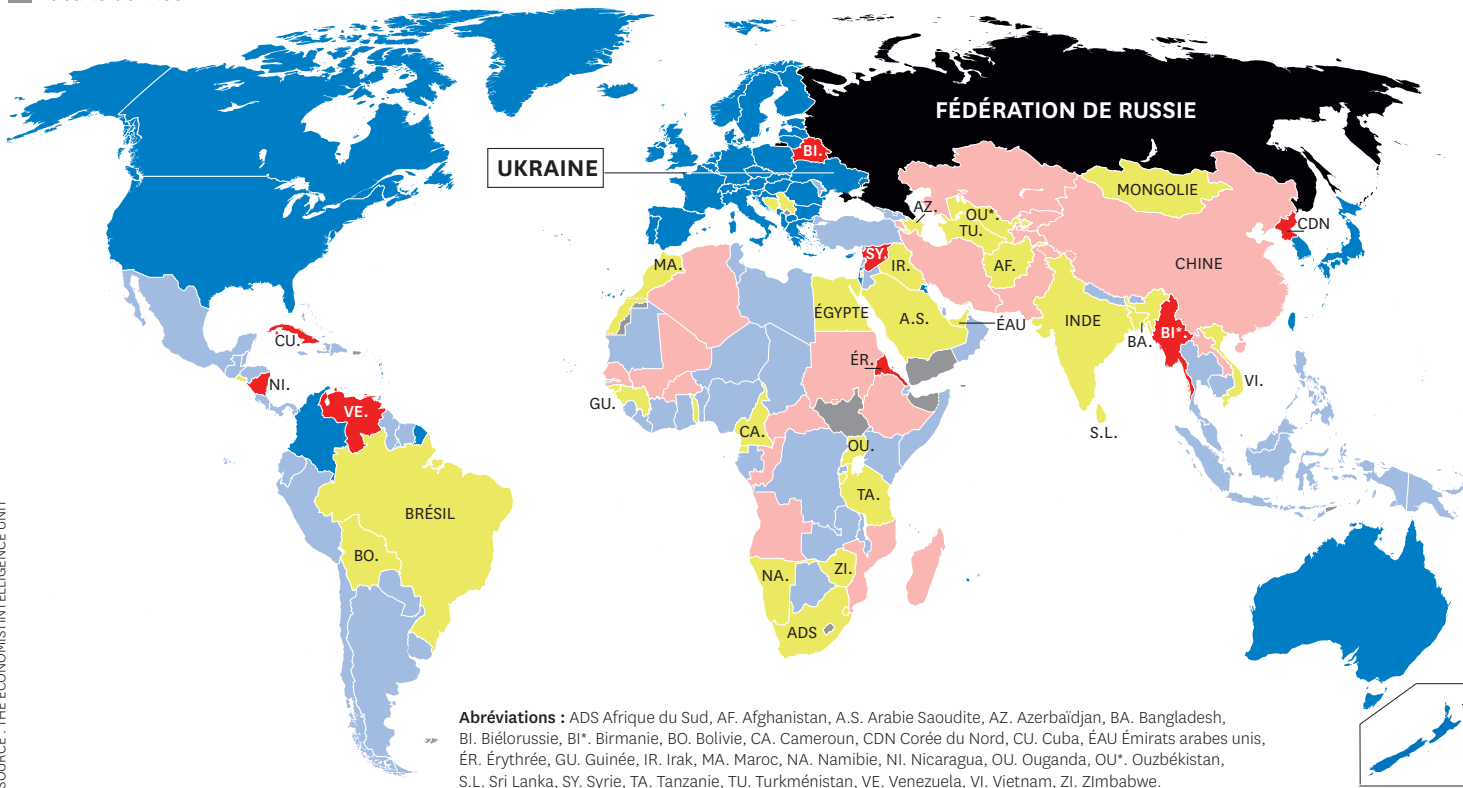 FÉDÉRATION DE RUSSIE
BI.
UKRAINE
MONGOLIE
AZ.
OU*.
TU.
CDN
SY.
IR.
AF.
CHINE
MA.
ÉGYPTE
A.S.
ÉAU
INDE
BA.
BI*.
CU.
ÉR.
NI.
VI.
GU.
VE.
CA.
S.L.
OU.
TA.
BRÉSIL
BO.
NA.
ZI.
ADS
SOURCE : THE ECONOMIST INTELLIGENCE UNIT
Abréviations : ADS Afrique du Sud, AF. Afghanistan, A.S. Arabie Saoudite, AZ. Azerbaïdjan, BA. Bangladesh,
BI. Biélorussie, BI*. Birmanie, BO. Bolivie, CA. Cameroun, CDN Corée du Nord, CU. Cuba, ÉAU Émirats arabes unis,
ÉR. Érythrée, GU. Guinée, IR. Irak, MA. Maroc, NA. Namibie, NI. Nicaragua, OU. Ouganda, OU*. Ouzbékistan,
S.L. Sri Lanka, SY. Syrie, TA. Tanzanie, TU. Turkménistan, VE. Venezuela, VI. Vietnam, ZI. ZImbabwe.